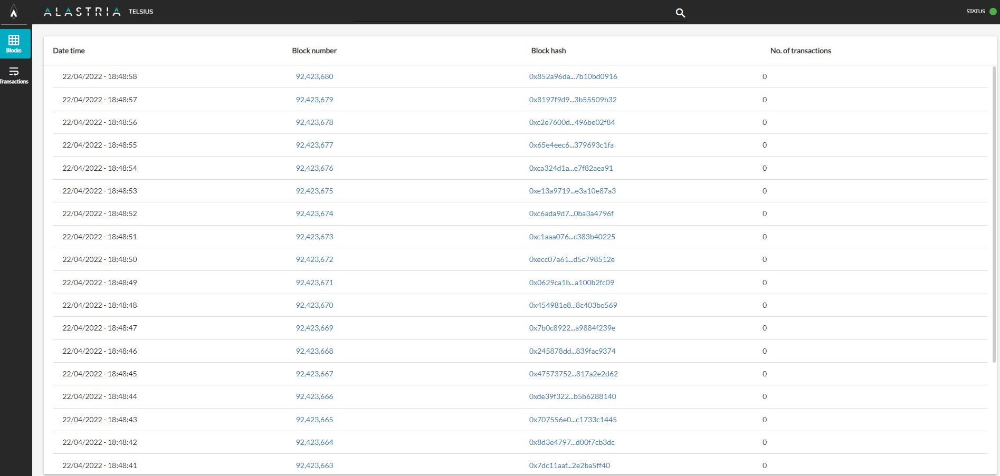 ALASTRIA TELSIUS STATUS
Blocks
Transactions
Date time Block number Block hash No. of transactions
22/04/2022 - 18:48:58 92,423,680 0x852a96da...7b10bd0916 0
22/04/2022 - 18:48:57 92,423,679 0x8197f9d9...3b55509b32 0
22/04/2022 - 18:48:56 92,423,678 0xc2e7600d...496be02f84 0
22/04/2022 - 18:48:55 92,423,677 0x65e4eec6...379693c1fa 0
22/04/2022 - 18:48:54 92,423,676 0xca324d1a...e7f82aea91 0
22/04/2022 - 18:48:53 92,423,675 0xe13a9719...e3a10e87a3 0
22/04/2022 - 18:48:52 92,423,674 0xc6ada9d7...0ba3a4796f 0
22/04/2022 - 18:48:51 92,423,673 0xc1aaa076...c383b40225 0
22/04/2022 - 18:48:50 92,423,672 0xecc07a61...d5c798512e 0
22/04/2022 - 18:48:49 92,423,671 0x0629ca1b...a100b2fc09 0
22/04/2022 - 18:48:48 92,423,670 0x454981e8...8c403be569 0
22/04/2022 - 18:48:47 92,423,669 0x7b0c8922...a9884f239e 0
22/04/2022 - 18:48:46 92,423,668 0x245878dd...839fac9374 0
22/04/2022 - 18:48:45 92,423,667 0x47573752...817a2e2d62 0
22/04/2022 - 18:48:44 92,423,666 0xde39f322...b5b6288140 0
22/04/2022 - 18:48:43 92,423,665 0x707556e0...c1733c1445 0
22/04/2022 - 18:48:42 92,423,664 0x8d3e4797...d00f7cb3dc 0
22/04/2022 - 18:48:41 92,423,663 0x7dc11aaf...2e2ba5ff40 0